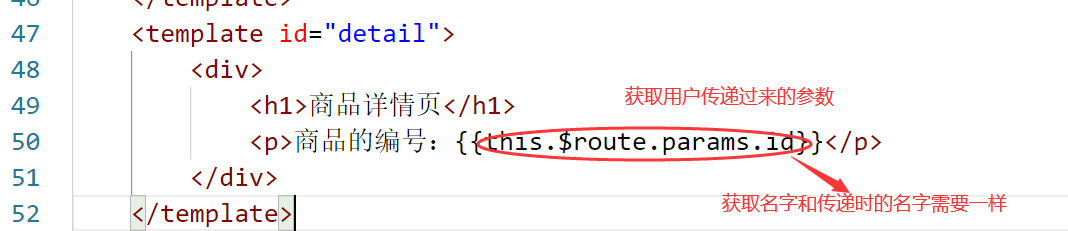 46 </template>
47 <template id="detail">
48 <div>
49 <h1>商品详情页</h1>
获取用户传递过来的参数
50 <p>商品的编号：{{this.$route.params.id}}</p>
51 </div>
获取名字和传递时的名字需要一样
52 </template>